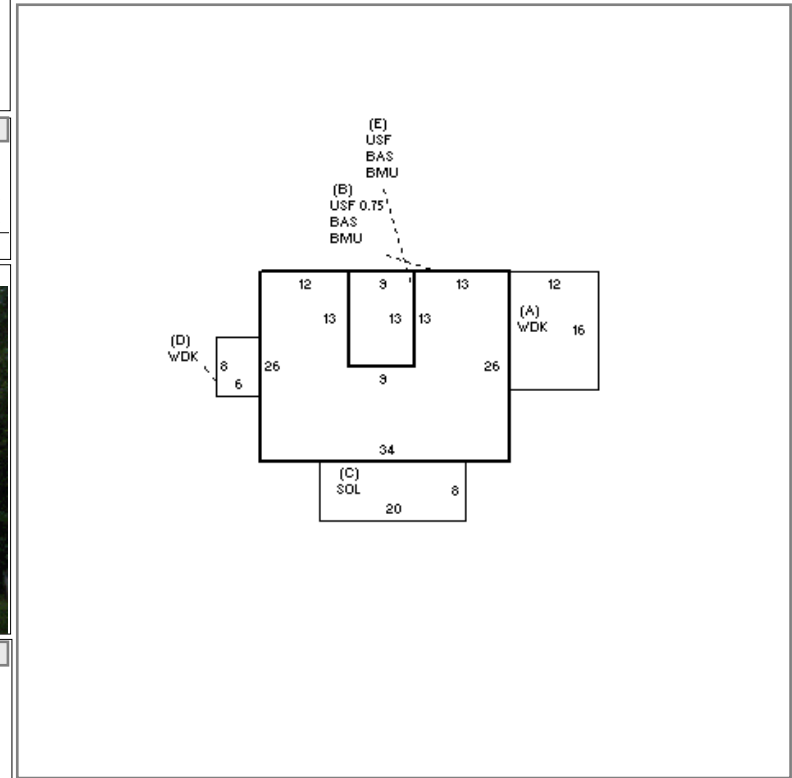 (E)
USF
BAS
BMU
(B)
USF 0.75
BAS
BMU
12 9 13 12
13 13 13
(A)
WDK
16
(D)
WDK
8
6
26
26
9
34
(C)
SOL
8
20